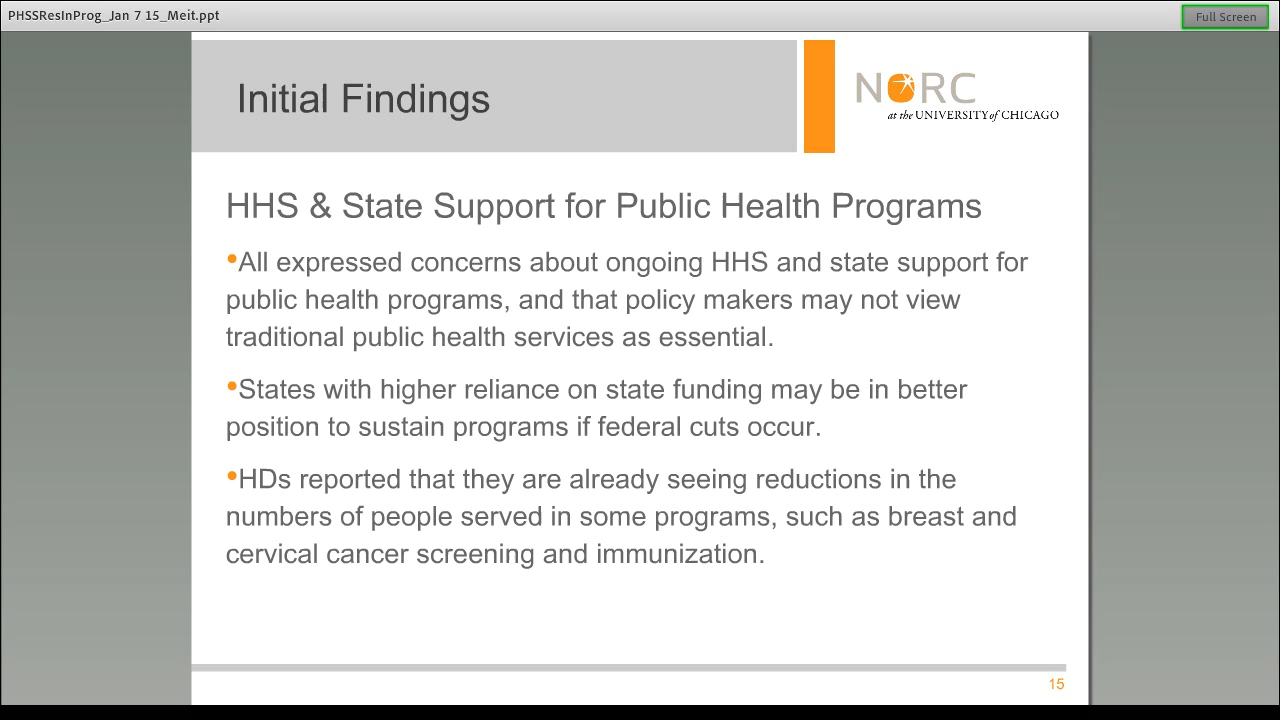 PHSSResInProg_Jan 7 15_Meit.ppt
Full Screen
Initial Findings
NORC
at the UNIVERSITY of CHICAGO
HHS & State Support for Public Health Programs
•All expressed concerns about ongoing HHS and state support for
public health programs, and that policy makers may not view
traditional public health services as essential.
•States with higher reliance on state funding may be in better
position to sustain programs if federal cuts occur.
•HDs reported that they are already seeing reductions in the
numbers of people served in some programs, such as breast and
cervical cancer screening and immunization.
15